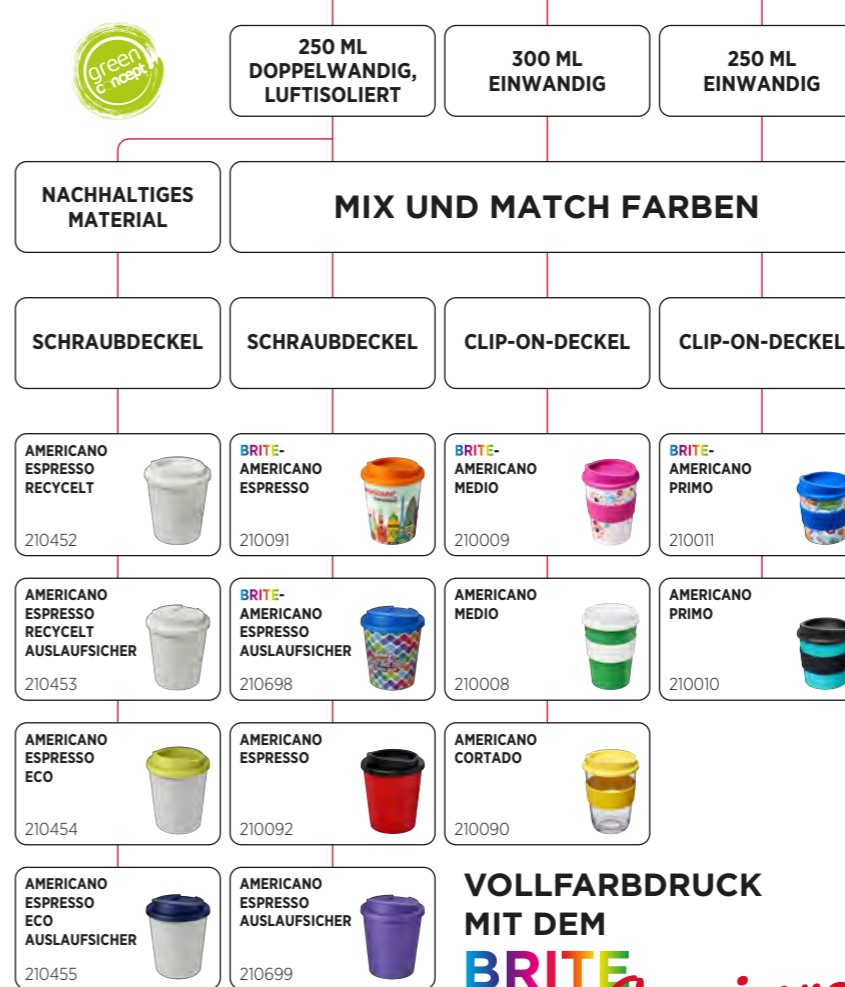 green
concept
250 ML
DOPPELWANDIG,
LUFTISOLIERT
300 ML
EINWANDIG
250 ML
EINWANDIG
NACHHALTIGES
MATERIAL
MIX UND MATCH FARBEN
SCHRAUBDECKEL
SCHRAUBDECKEL
CLIP-ON-DECKEL
CLIP-ON-DECKEL
AMERICANO
ESPRESSO
RECYCELT
210452
BRITE-
AMERICANO
ESPRESSO
210091
BRITE-
AMERICANO
MEDIO
210009
BRITE-
AMERICANO
PRIMO
210011
AMERICANO
ESPRESSO
RECYCELT
AUSLAUFSICHER
210453
BRITE-
AMERICANO
ESPRESSO
AUSLAUFSICHER
210698
AMERICANO
MEDIO
210008
AMERICANO
PRIMO
210010
AMERICANO
ESPRESSO
ECO
210454
AMERICANO
ESPRESSO
210092
AMERICANO
CORTADO
210090
AMERICANO
ESPRESSO
ECO
AUSLAUFSICHER
210455
AMERICANO
ESPRESSO
AUSLAUFSICHER
210699
VOLLFARBDRUCK
MIT DEM
BRITE